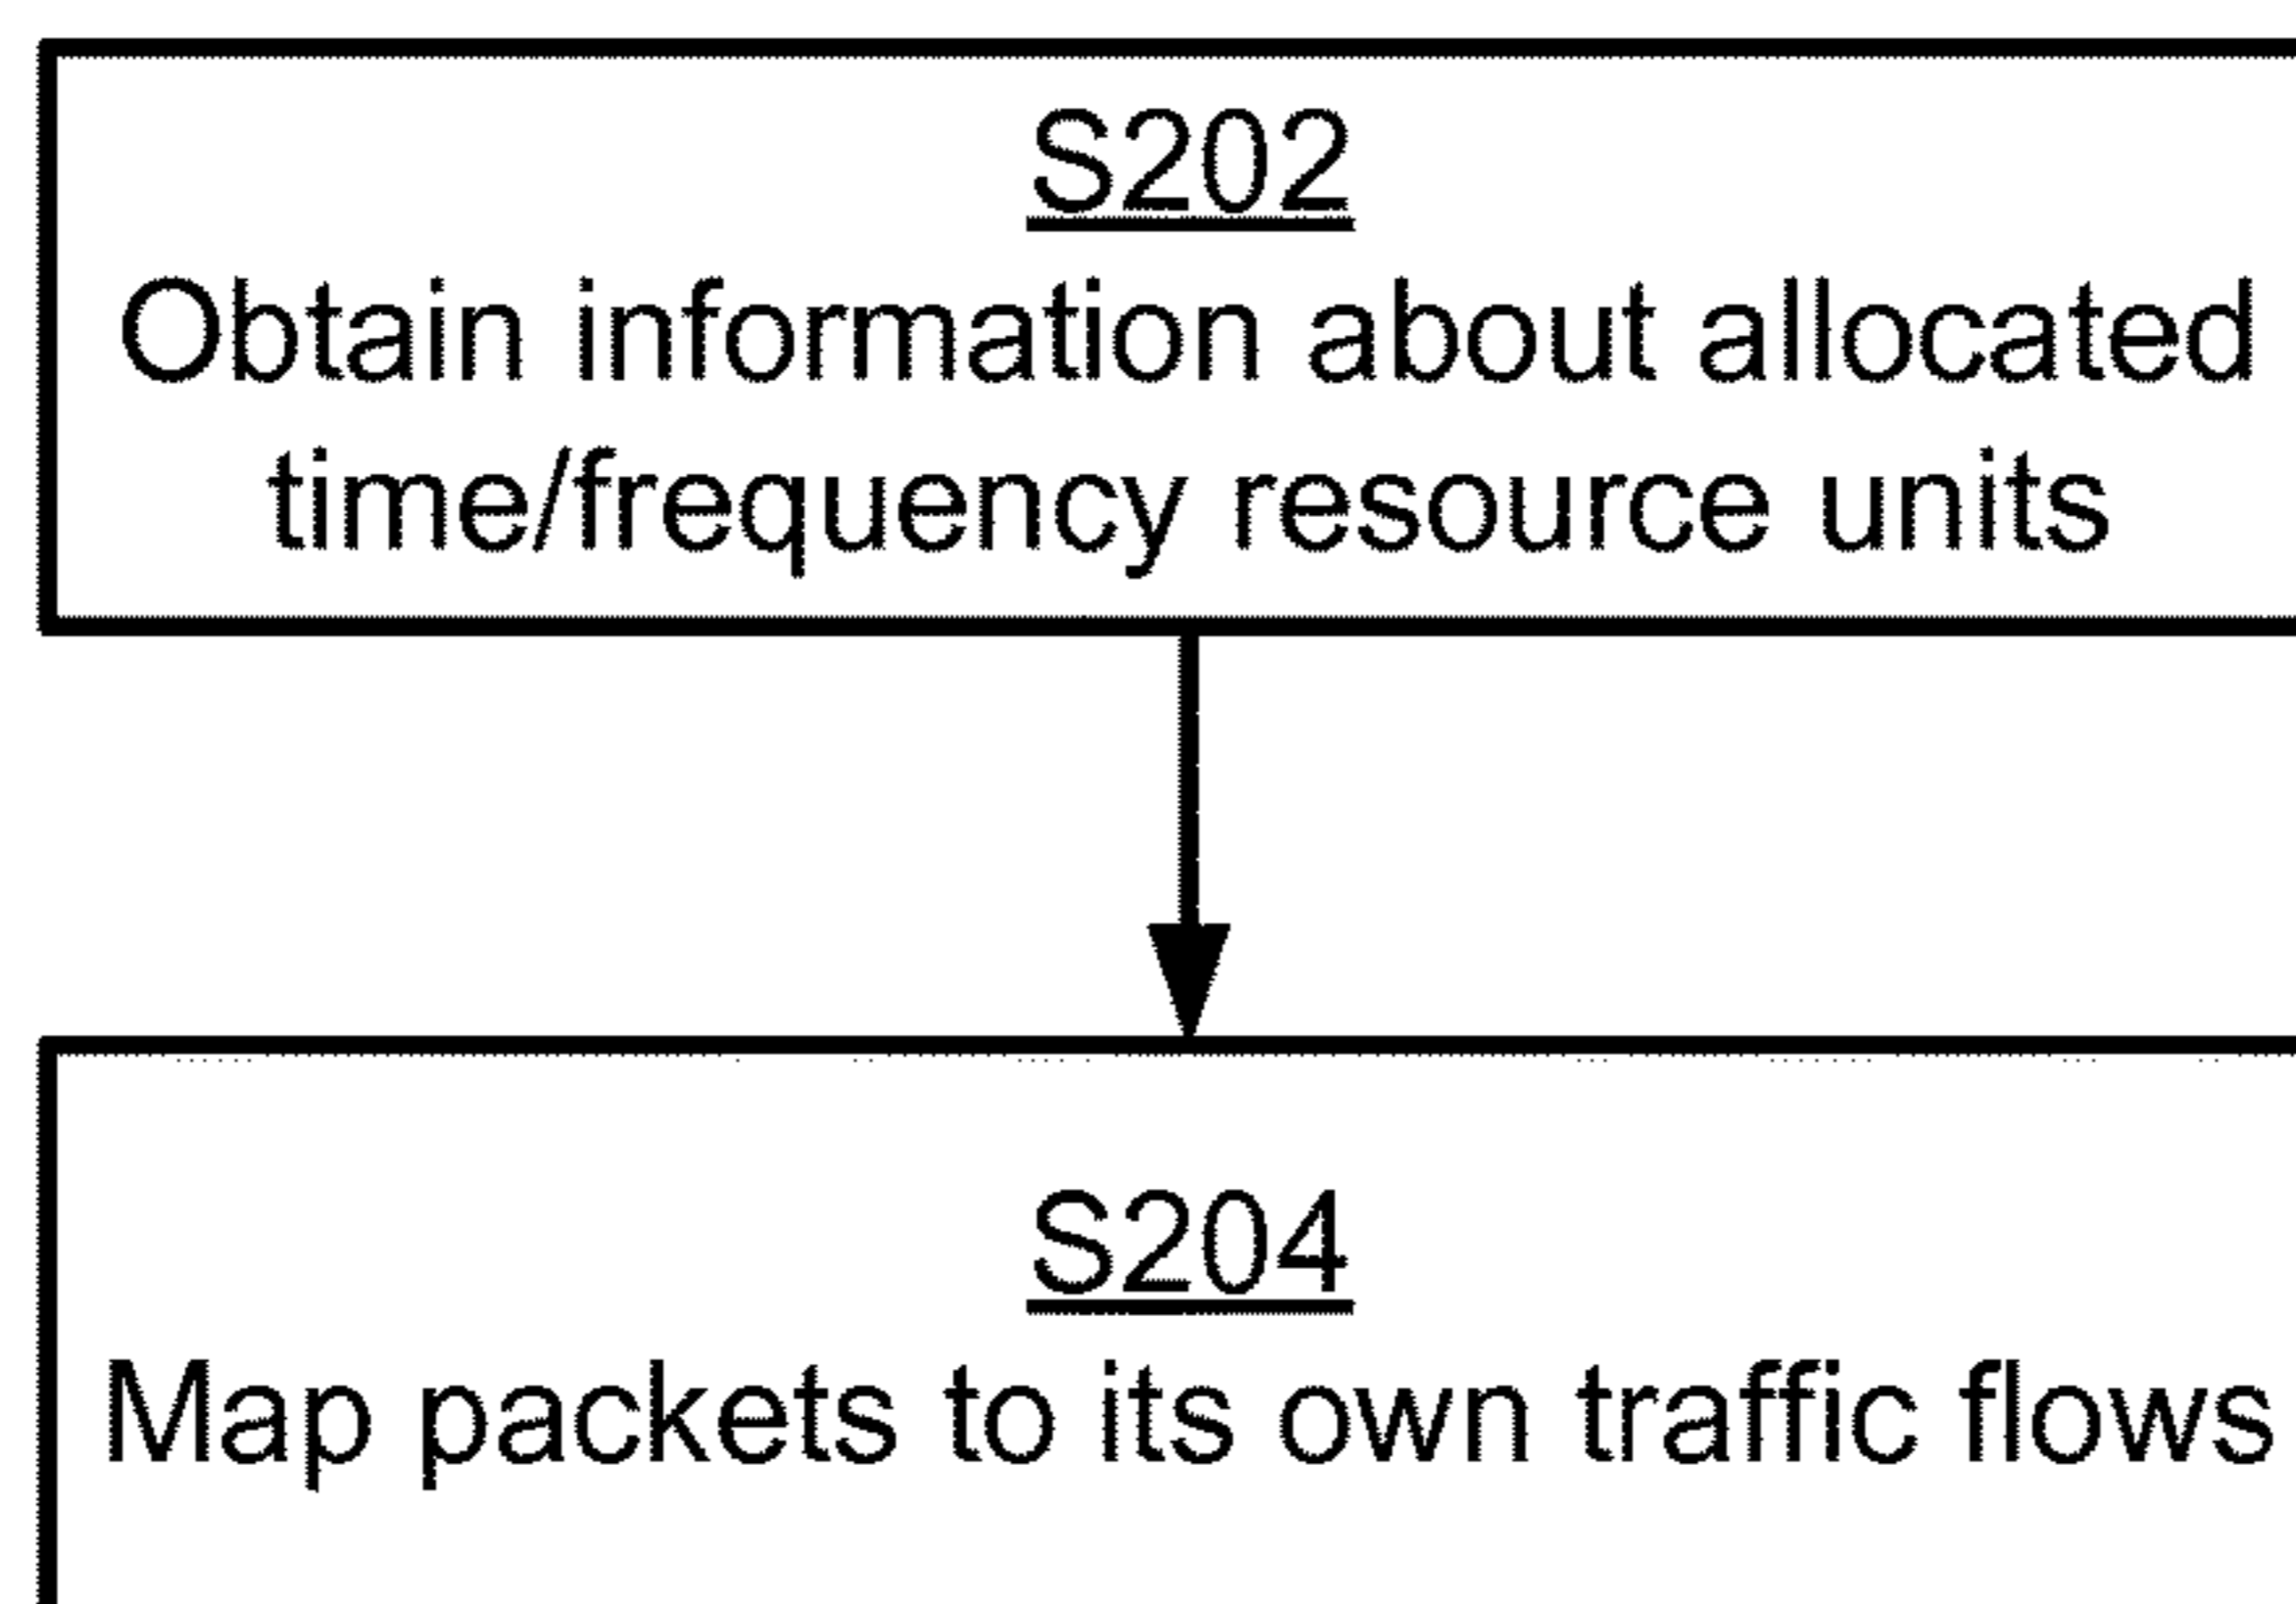 S202
Obtain information about allocated
time/frequency resource units
S204
Map packets to its own traffic flows